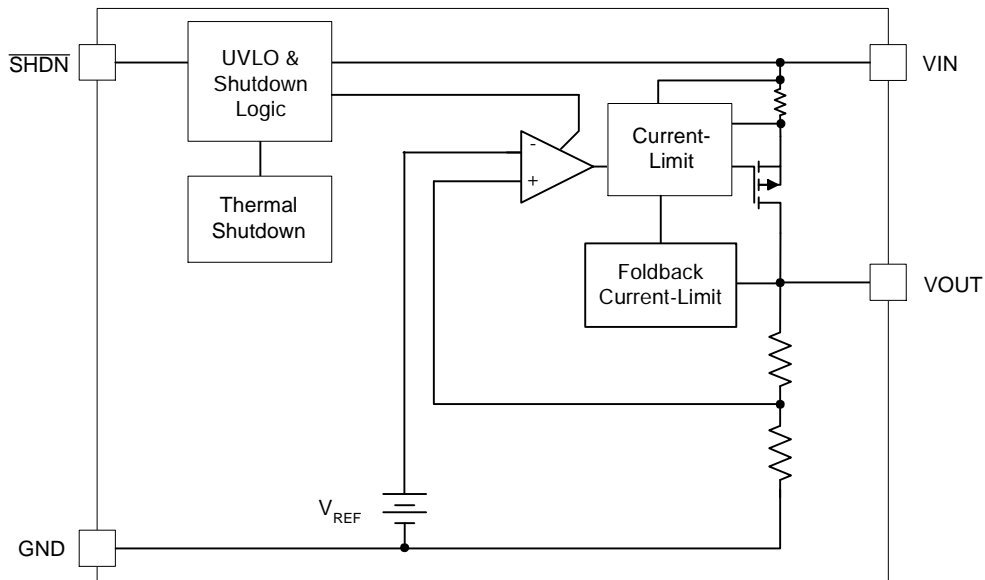 SHDN
UVLO &
Shutdown
Logic
VIN
Current-
Limit
-
+
Thermal
Shutdown
Foldback
Current-Limit
VOUT
VREF
GND